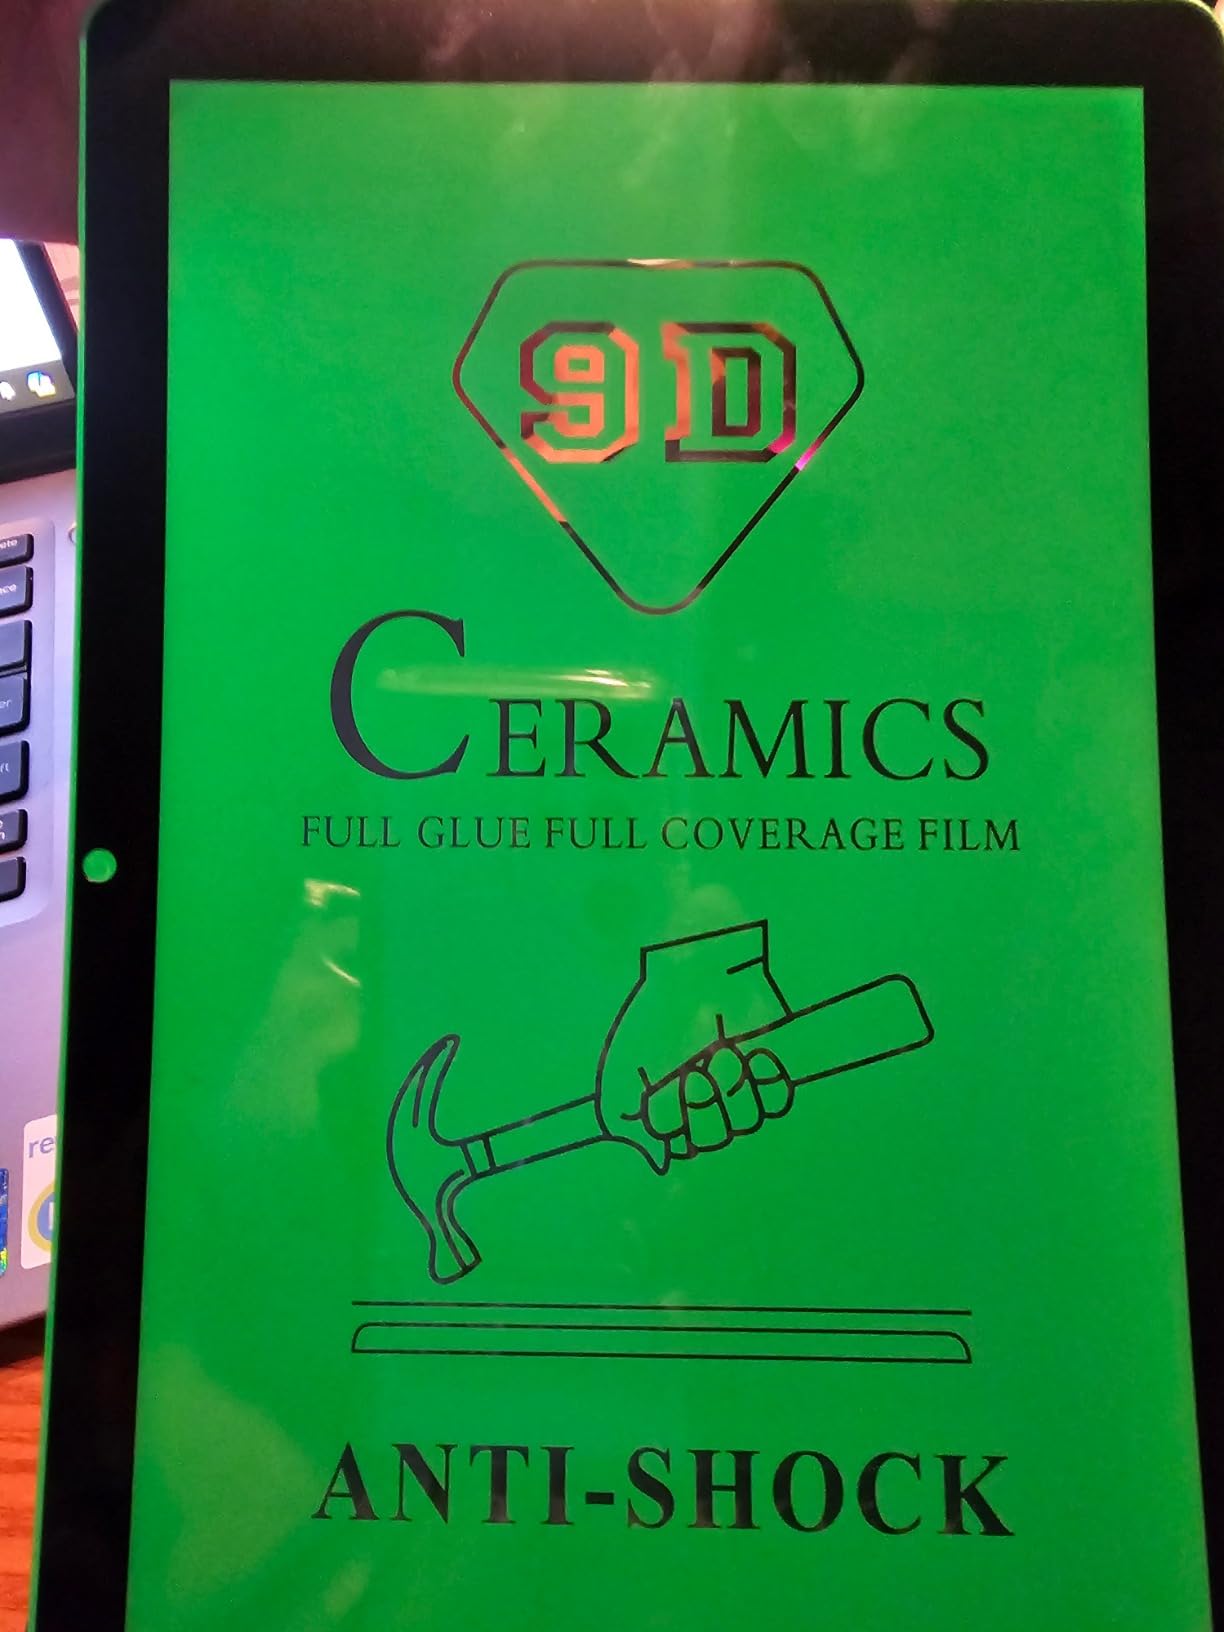 9D
CERAMICS
FULL GLUE FULL COVERAGE FILM
ANTI-SHOCK